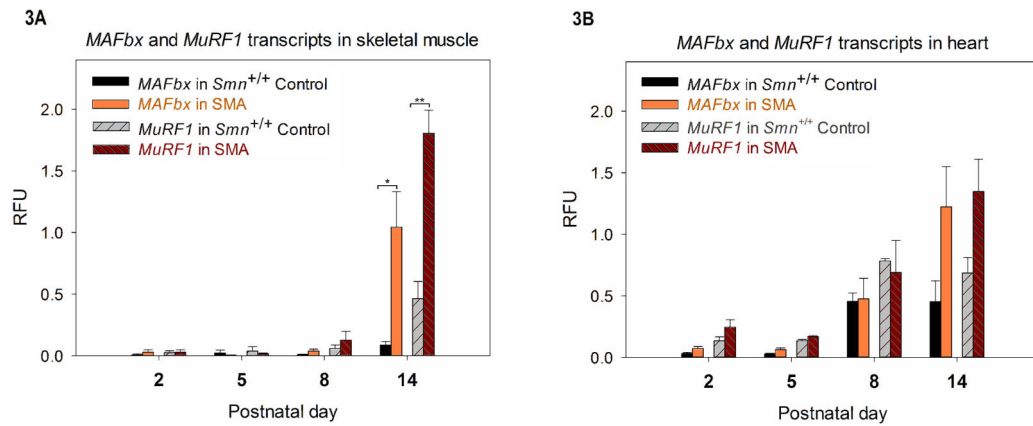 3A
MAFbx and MuRF1 transcripts in skeletal muscle
MAFbx in Smn+/+ Control
MAFbx in SMA
MuRF1 in Smn+/+ Control
MuRF1 in SMA
2.0
1.5
1.0
0.5
0.0
RFU
*
**
2 5 8 14
Postnatal day
3B
MAFbx and MuRF1 transcripts in heart
MAFbx in Smn+/+ Control
MAFbx in SMA
MuRF1 in Smn+/+ Control
MuRF1 in SMA
2.0
1.5
1.0
0.5
0.0
RFU
2 5 8 14
Postnatal day